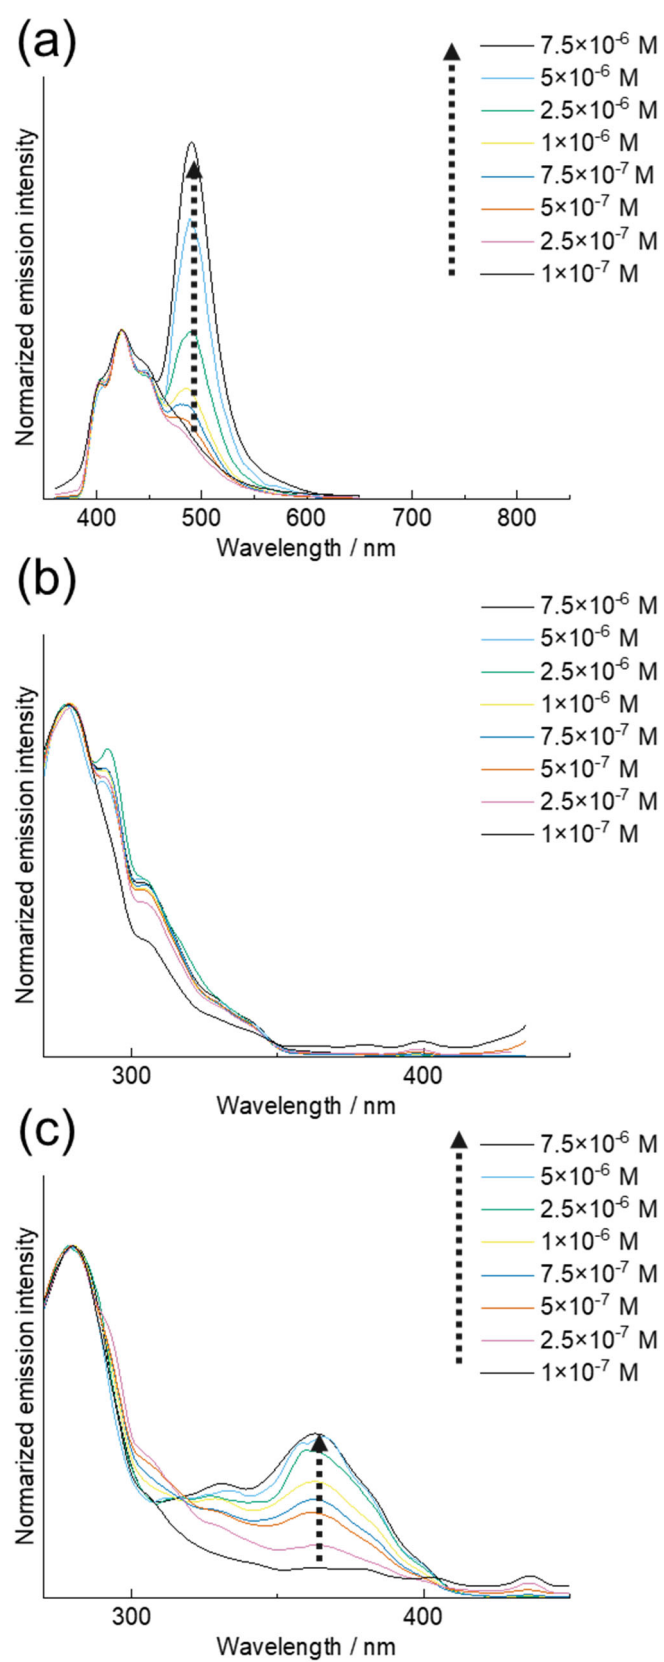 (a)
7.5×10-6 M
5×10-6 M
2.5×10-6 M
1×10-6 M
7.5×10-7 M
5×10-7 M
2.5×10-7 M
1×10-7 M
Normarized emission intensity
400 500 600 700 800
Wavelength / nm
(b)
7.5×10-6 M
5×10-6 M
2.5×10-6 M
1×10-6 M
7.5×10-7 M
5×10-7 M
2.5×10-7 M
1×10-7 M
Normarized emission intensity
300 400
Wavelength / nm
(c)
7.5×10-6 M
5×10-6 M
2.5×10-6 M
1×10-6 M
7.5×10-7 M
5×10-7 M
2.5×10-7 M
1×10-7 M
Normarized emission intensity
300 400
Wavelength / nm